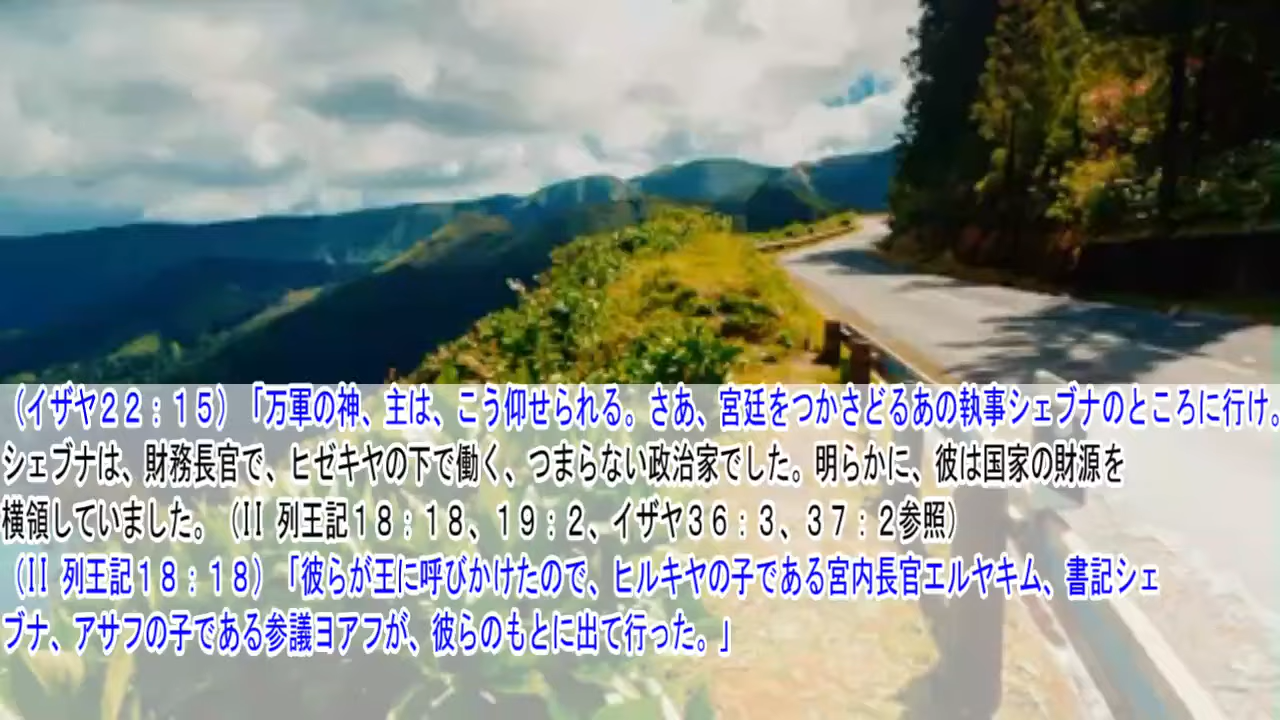 （イザヤ２２：１５）「万軍の神、主は、こう仰せられる。さあ、宮廷をつかさどるあの執事シェブナのところに行け。
シェブナは、財務長官で、ヒゼキヤの下で働く、つまらない政治家でした。明らかに、彼は国家の財源を
横領していました。（II 列王記１８：１８、１９：２、イザヤ３６：３、３７：２参照）
（II 列王記１８：１８）「彼らが王に呼びかけたので、ヒルキヤの子である宮内長官エルヤキム、書記シェ
ブナ、アサフの子である参議ヨアフが、彼らのもとに出て行った。」